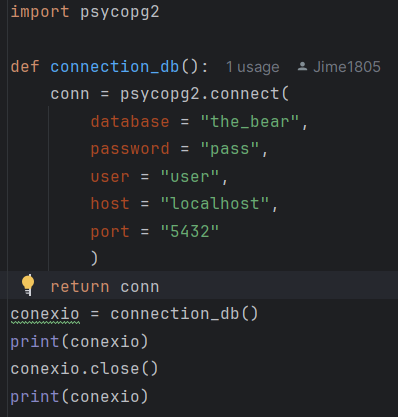 import psycopg2
def connection_db(): 1 usage Jime1805
conn = psycopg2.connect(
database = "the_bear",
password = "pass",
user = "user",
host = "localhost",
port = "5432"
)
return conn
conexio = connection_db()
print(conexio)
conexio.close()
print(conexio)